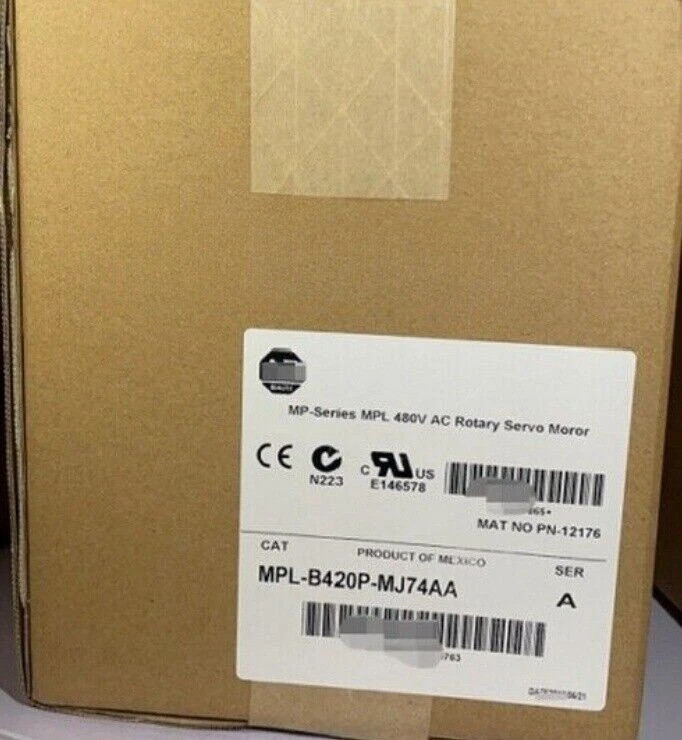 MP-Series MPL 480V AC Rotary Servo Moror
CE
N223
C RU US
E146578
MAT NO PN-12176
CAT
PRODUCT OF MEXICO
SER
MPL-B420P-MJ74AA
A